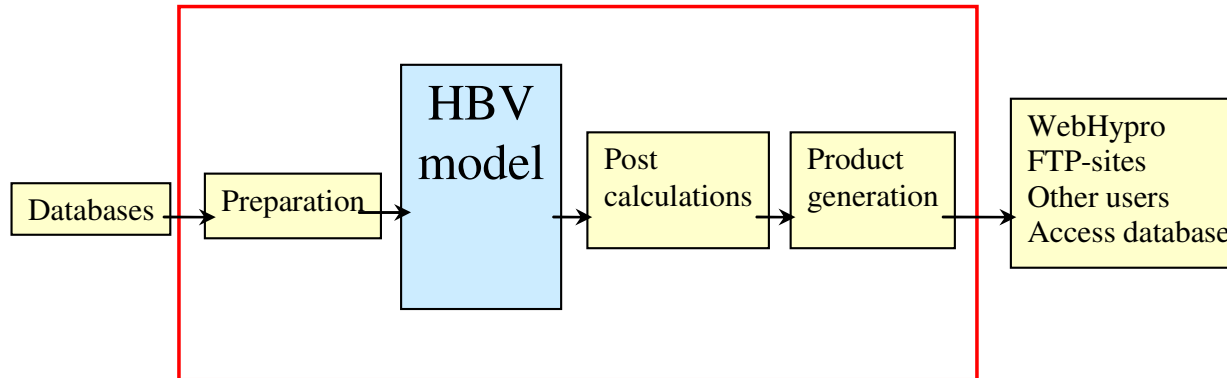 Databases
Preparation
HBV
model
Post
calculations
Product
generation
WebHypro
FTP-sites
Other users
Access database